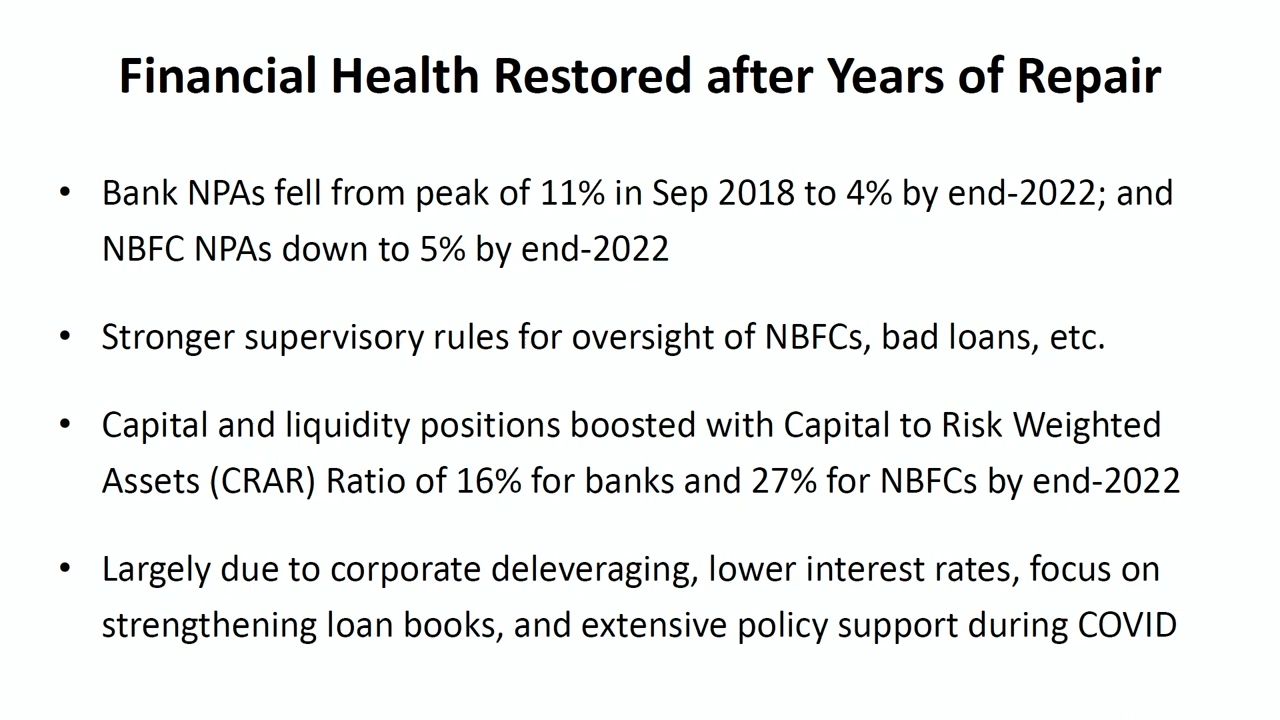 Financial Health Restored after Years of Repair
• Bank NPAs fell from peak of 11% in Sep 2018 to 4% by end-2022; and
NBFC NPAs down to 5% by end-2022
• Stronger supervisory rules for oversight of NBFCs, bad loans, etc.
• Capital and liquidity positions boosted with Capital to Risk Weighted
Assets (CRAR) Ratio of 16% for banks and 27% for NBFCs by end-2022
• Largely due to corporate deleveraging, lower interest rates, focus on
strengthening loan books, and extensive policy support during COVID